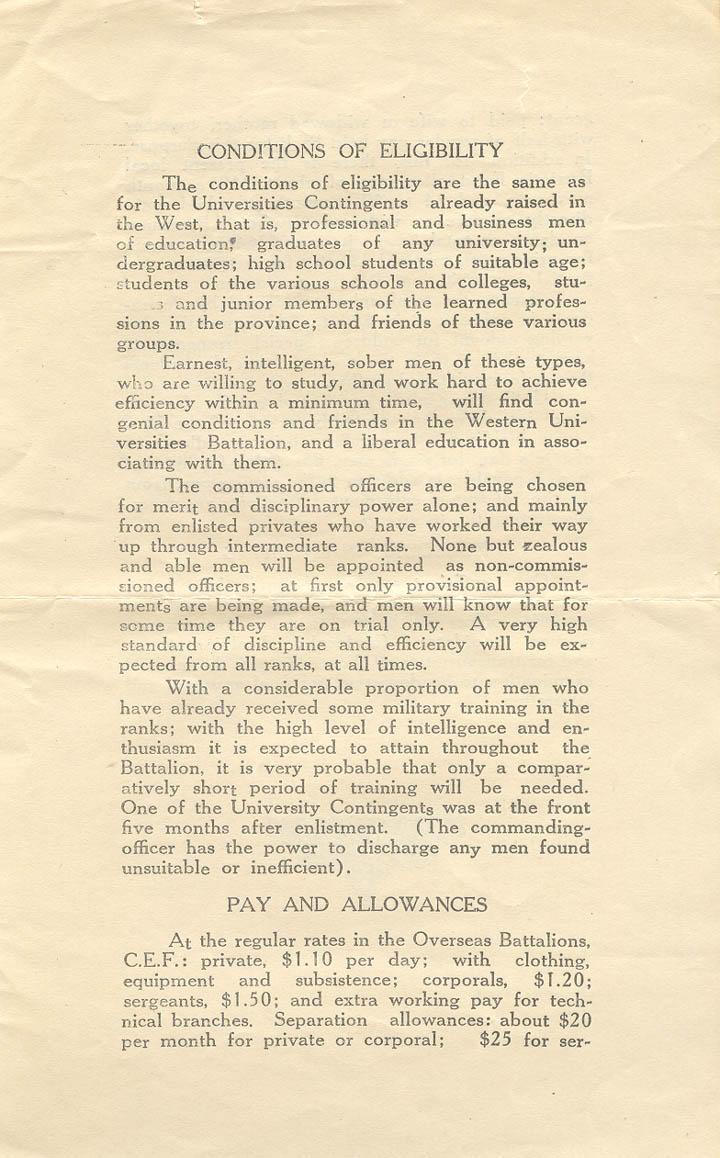 CONDITIONS OF ELIGIBILITY
The conditions of eligibility are the same as
for the Universities Contingents already raised in
the West, that is, professional and business men
of education; graduates of any university; un-
dergraduates; high school students of suitable age;
students of the various schools and colleges, stu-
s and junior members of the learned profes-
sions in the province; and friends of these various
groups.
Earnest, intelligent, sober men of these types,
who are willing to study, and work hard to achieve
efficiency within a minimum time, will find con-
genial conditions and friends in the Western Uni-
versities Battalion, and a liberal education in asso-
ciating with them.
The commissioned officers are being chosen
for merit and disciplinary power alone; and mainly
from enlisted privates who have worked their way
up through intermediate ranks. None but zealous
and able men will be appointed as non-commis-
sioned officers; at first only provisional appoint-
ments are being made, and men will know that for
some time they are on trial only. A very high
standard of discipline and efficiency will be ex-
pected from all ranks, at all times.
With a considerable proportion of men who
have already received some military training in the
ranks; with the high level of intelligence and en-
thusiasm it is expected to attain throughout the
Battalion, it is very probable that only a compar-
atively short period of training will be needed.
One of the University Contingents was at the front
five months after enlistment. (The commanding-
officer has the power to discharge any men found
unsuitable or inefficient).
PAY AND ALLOWANCES
At the regular rates in the Overseas Battalions,
C.E.F.: private, $1.10 per day; with clothing,
equipment and subsistence; corporals, $1.20;
sergeants, $1.50; and extra working pay for tech-
nical branches. Separation allowances: about $20
per month for private or corporal; $25 for ser-